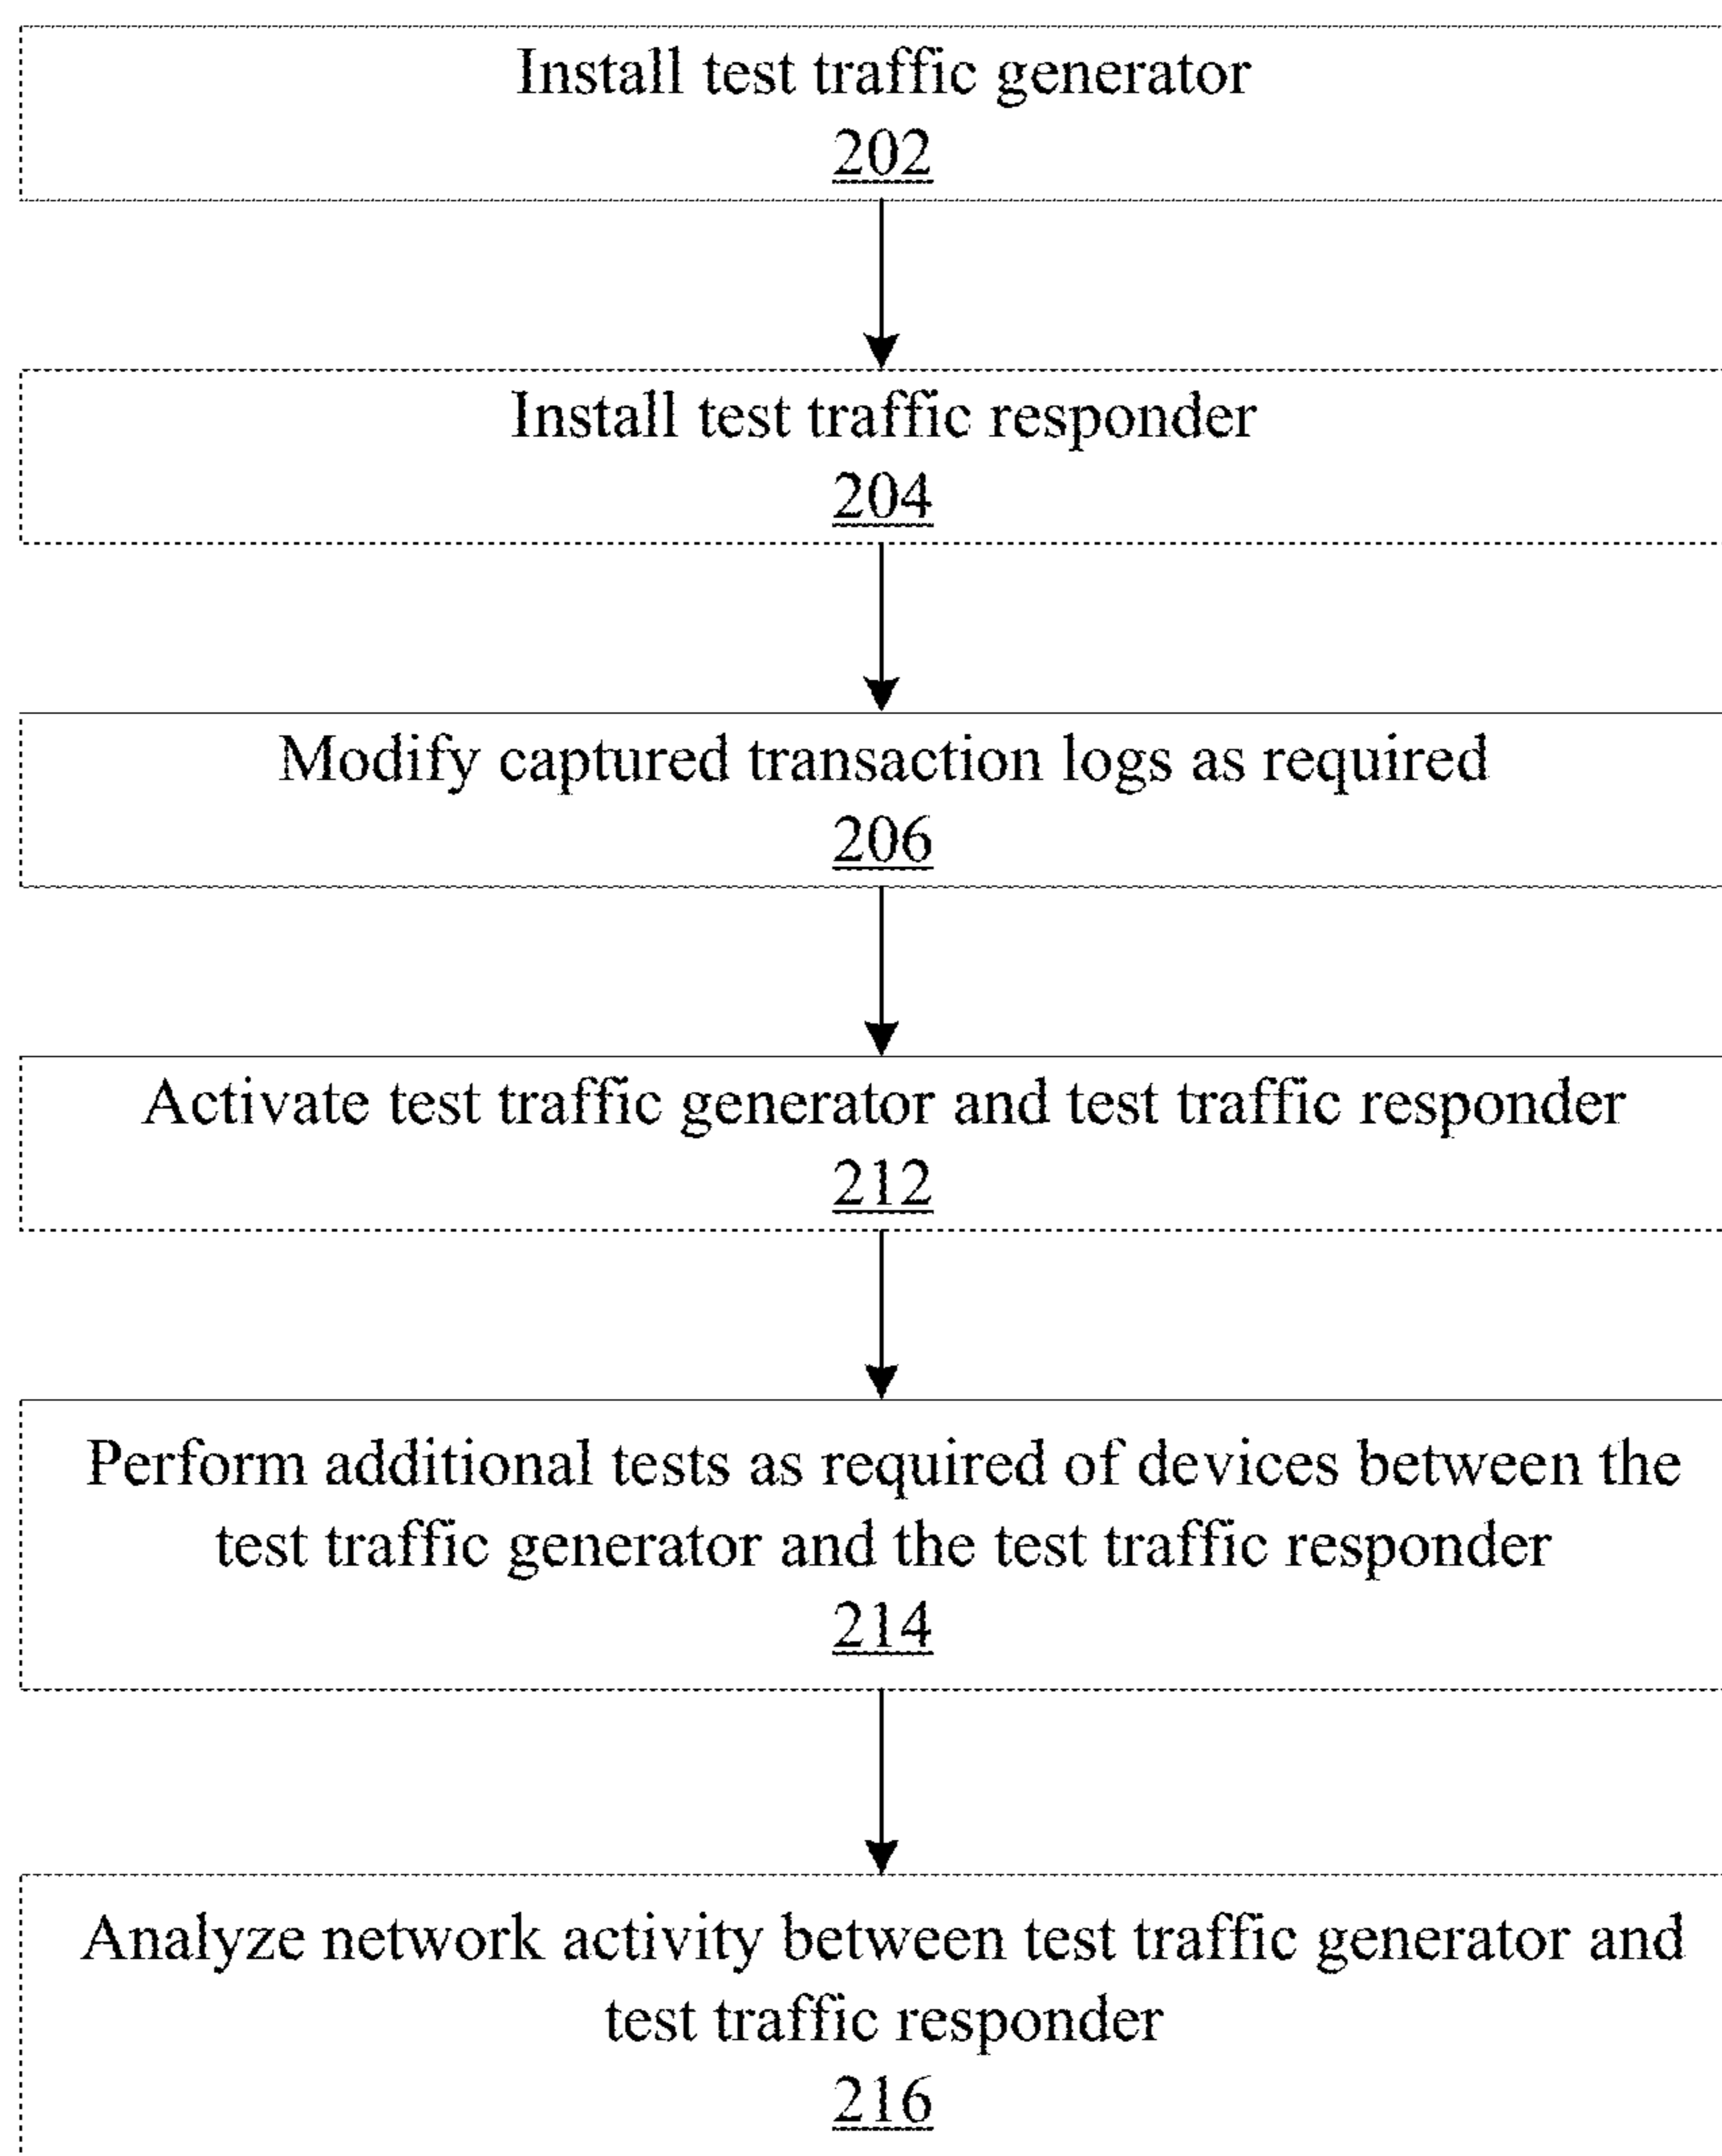 Install test traffic generator
202
Install test traffic responder
204
Modify captured transaction logs as required
206
Activate test traffic generator and test traffic responder
212
Perform additional tests as required of devices between the
test traffic generator and the test traffic responder
214
Analyze network activity between test traffic generator and
test traffic responder
216